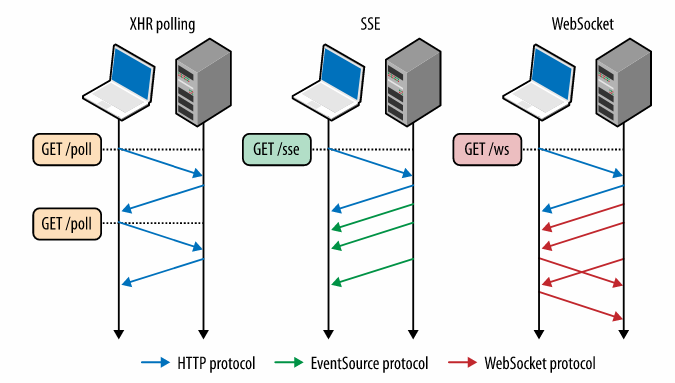 XHR polling
SSE
WebSocket
GET /poll
GET /sse
GET /ws
GET /poll
HTTP protocol
EventSource protocol
WebSocket protocol